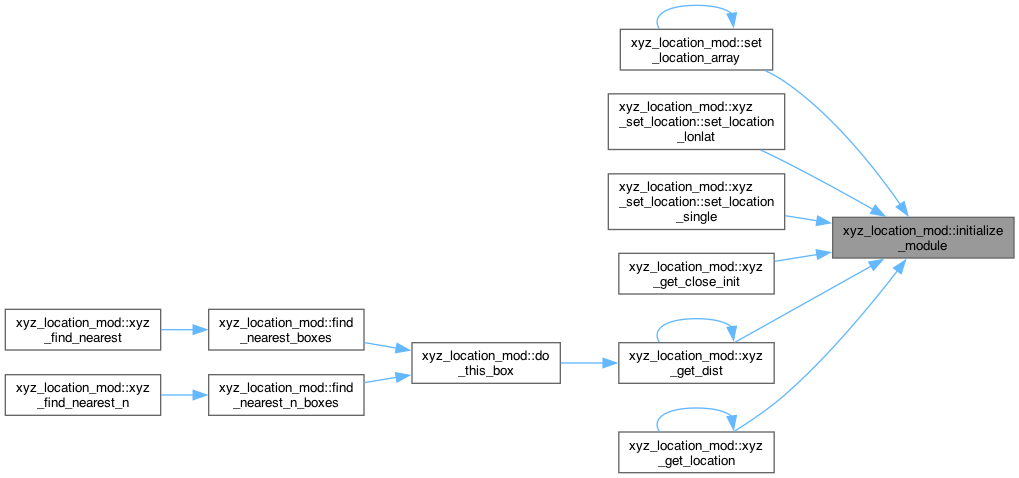 xyz_location_mod::set
_location_array
xyz_location_mod::xyz
_set_location::set_location
_lonlat
xyz_location_mod::xyz
_set_location::set_location
_single
xyz_location_mod::initialize
_module
xyz_location_mod::xyz
_get_close_init
xyz_location_mod::xyz
_find_nearest
xyz_location_mod::find
_nearest_boxes
xyz_location_mod::do
_this_box
xyz_location_mod::xyz
_get_dist
xyz_location_mod::xyz
_find_nearest_n
xyz_location_mod::find
_nearest_n_boxes
xyz_location_mod::xyz
_get_location